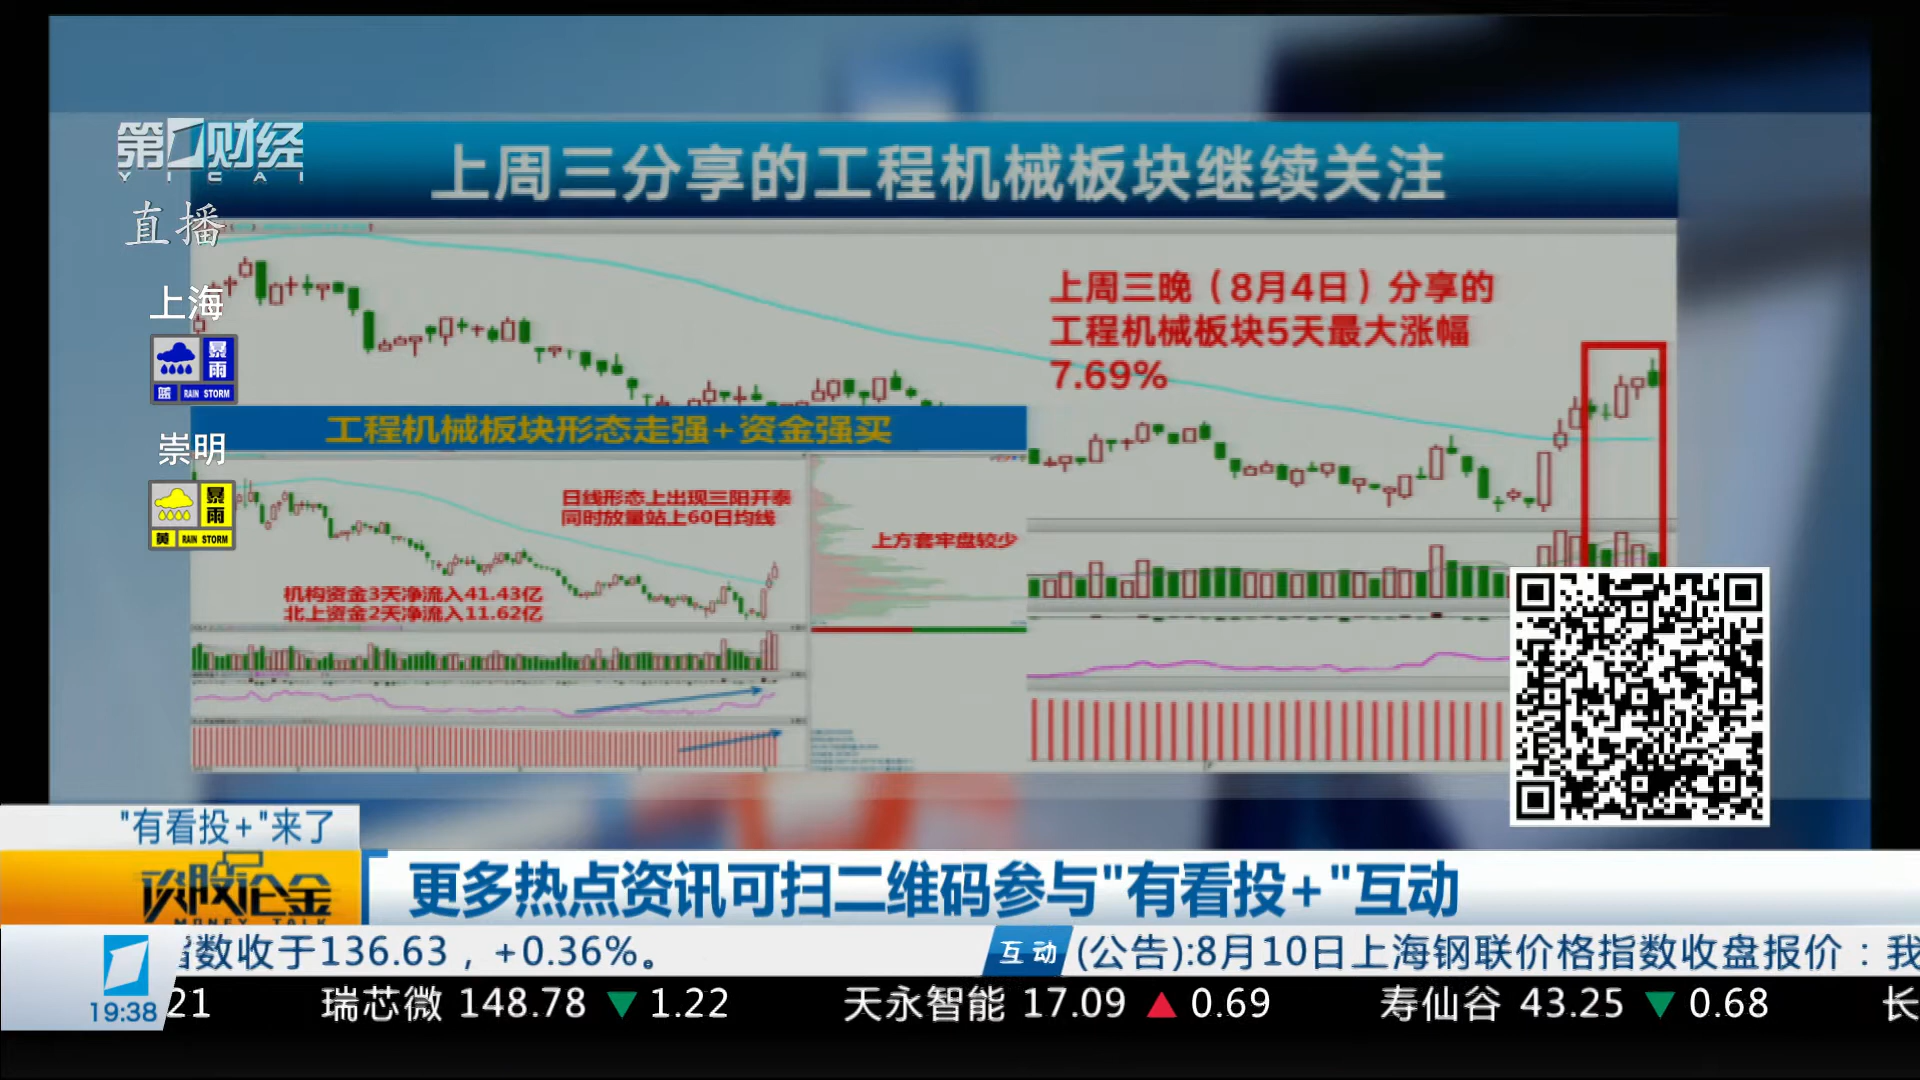 第1财经
YICAI
直播
上海
暴雨
蓝 RAIN STORM
崇明
暴雨
黄 RAIN STORM
上周三分享的工程机械板块继续关注
上周三晚（8月4日）分享的
工程机械板块5天最大涨幅
7.69%
工程机械板块形态走强+资金强买
日线形态上出现三阳开泰
同时放量站上60日均线
上方套牢盘较少
机构资金3天净流入41.43亿
北上资金2天净流入11.62亿
"有看投+"来了
谈股论金
MONEY TALK
更多热点资讯可扫二维码参与"有看投+"互动
指数收于136.63，+0.36%。
互动 (公告):8月10日上海钢联价格指数收盘报价：我
19:38
21 瑞芯微 148.78 ▼ 1.22 天永智能 17.09 ▲ 0.69 寿仙谷 43.25 ▼ 0.68 长